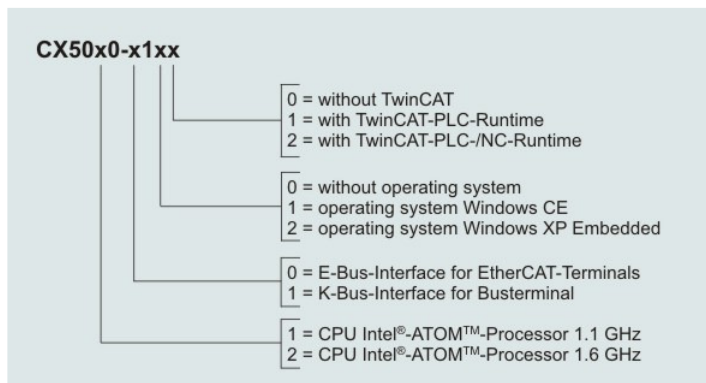 CX50x0-x1xx
0 = without TwinCAT
1 = with TwinCAT-PLC-Runtime
2 = with TwinCAT-PLC-/NC-Runtime
0 = without operating system
1 = operating system Windows CE
2 = operating system Windows XP Embedded
0 = E-Bus-Interface for EtherCAT-Terminals
1 = K-Bus-Interface for Busterminal
1 = CPU Intel®-ATOM™-Processor 1.1 GHz
2 = CPU Intel®-ATOM™-Processor 1.6 GHz